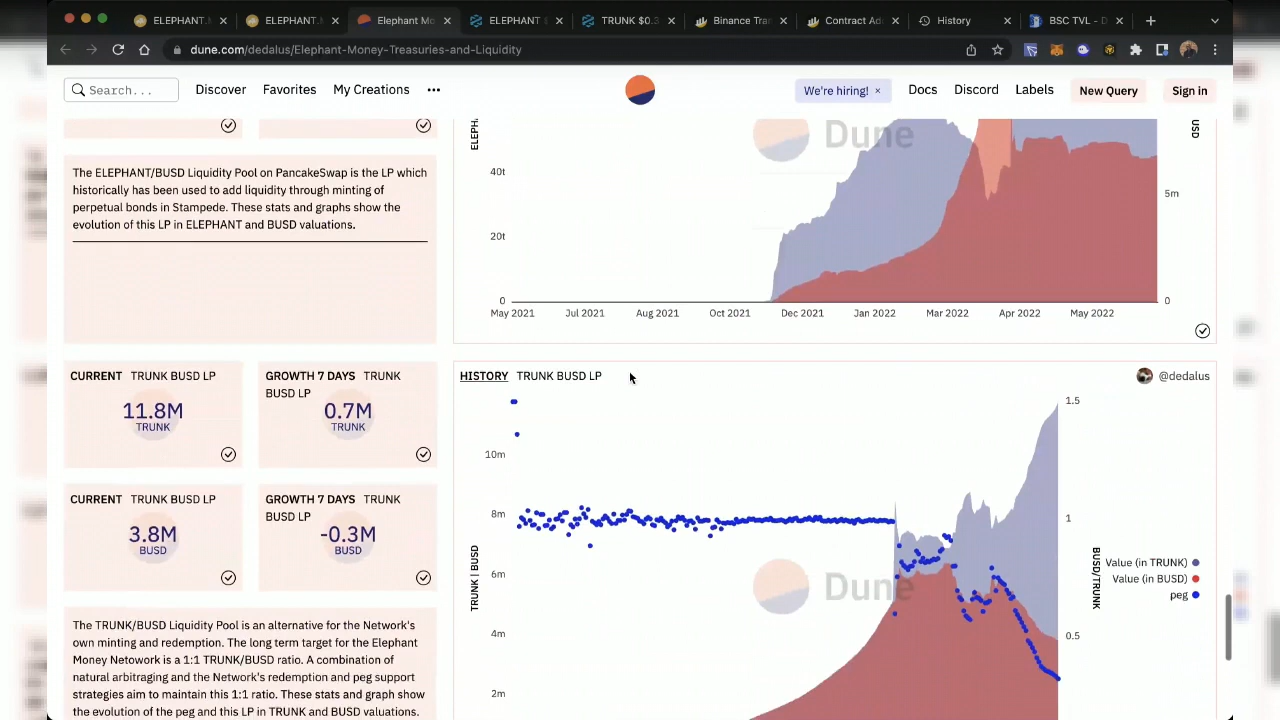 ELEPHANT.
ELEPHANT.
Elephant Mo
ELEPHANT
TRUNK $0.
Binance Tra
Contract Ad
History
BSC TVL - D
dune.com/dedalus/Elephant-Money-Treasuries-and-Liquidity
Search...
Discover
Favorites
My Creations
We're hiring! ×
Docs
Discord
Labels
New Query
Sign in
The ELEPHANT/BUSD Liquidity Pool on PancakeSwap is the LP which
historically has been used to add liquidity through minting of
perpetual bonds in Stampede. These stats and graphs show the
evolution of this LP in ELEPHANT and BUSD valuations.
ELEPH
USD
Dune
40t
20t
0
5m
0
May 2021
Jul 2021
Aug 2021
Oct 2021
Dec 2021
Jan 2022
Mar 2022
Apr 2022
May 2022
CURRENT TRUNK BUSD LP
11.8M
TRUNK
GROWTH 7 DAYS TRUNK
BUSD LP
0.7M
TRUNK
CURRENT TRUNK BUSD LP
3.8M
BUSD
GROWTH 7 DAYS TRUNK
BUSD LP
-0.3M
BUSD
The TRUNK/BUSD Liquidity Pool is an alternative for the Network's
own minting and redemption. The long term target for the Elephant
Money Netowork is a 1:1 TRUNK/BUSD ratio. A combination of
natural arbitraging and the Network's redemption and peg support
strategies aim to maintain this 1:1 ratio. These stats and graph show
the evolution of the peg and this LP in TRUNK and BUSD valuations.
HISTORY TRUNK BUSD LP
@dedalus
10m
8m
6m
4m
2m
TRUNK | BUSD
Dune
1.5
1
0.5
BUSD/TRUNK
Value (in TRUNK)
Value (in BUSD)
peg